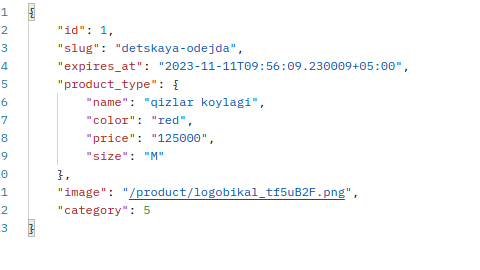 1 {
2 "id": 1,
3 "slug": "detskaya-odejda",
4 "expires_at": "2023-11-11T09:56:09.230009+05:00",
5 "product_type": {
6 "name": "qizlar koylagi",
7 "color": "red",
8 "price": "125000",
9 "size": "M"
0 },
1 "image": "/product/logobikal_tf5uB2F.png",
2 "category": 5
3 }